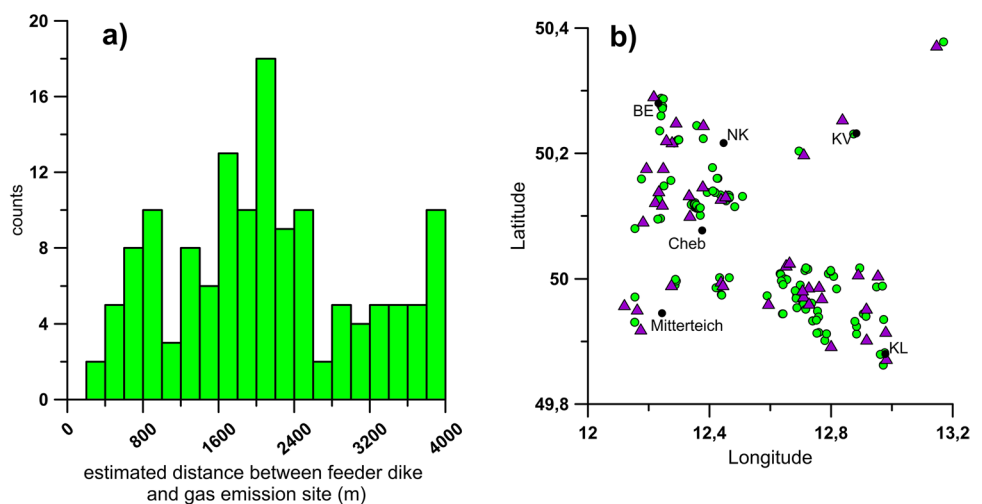 a)
20
16
12
8
4
0
counts
0
800
1600
2400
3200
4000
estimated distance between feeder dike
and gas emission site (m)
b)
50,4
50,2
50
49,8
Latitude
BE
NK
KV
Cheb
Mitterteich
KL
12
12,4
12,8
13,2
Longitude